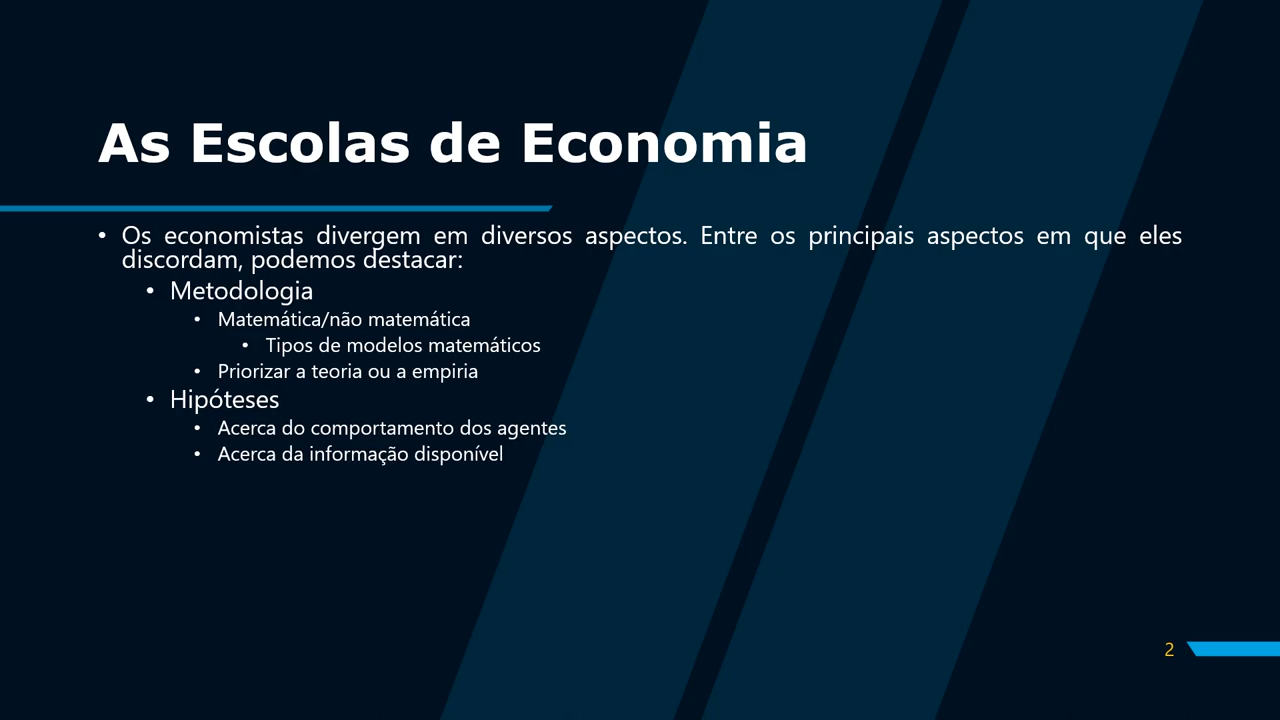 As Escolas de Economia
• Os economistas divergem em diversos aspectos. Entre os principais aspectos em que eles
discordam, podemos destacar:
• Metodologia
• Matemática/não matemática
• Tipos de modelos matemáticos
• Priorizar a teoria ou a empiria
• Hipóteses
• Acerca do comportamento dos agentes
• Acerca da informação disponível
2